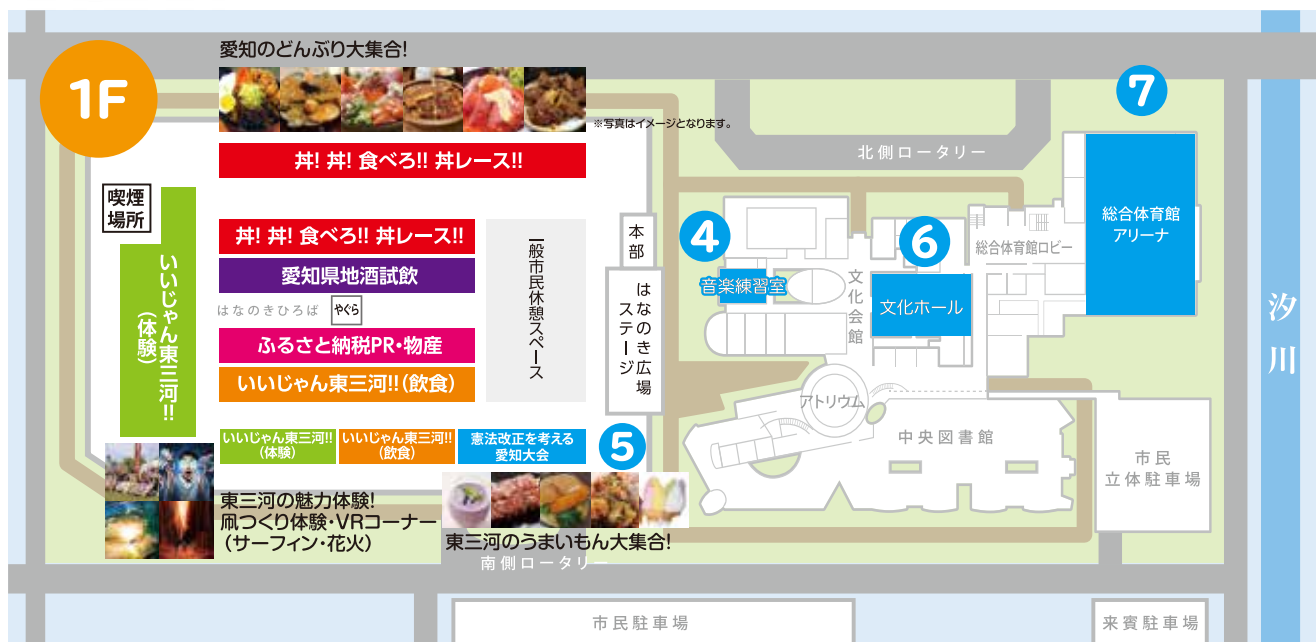 愛知のどんぶり大集合!
1F
※写真はイメージとなります。
7
丼! 丼! 食べろ!! 丼レース!!
北側ロータリー
喫煙
場所
4
6
総合体育館
アリーナ
丼! 丼! 食べろ!! 丼レース!!
本部
総合体育館ロビー
愛知県地酒試飲
一般市民休憩スペース
音楽練習室
文化会館
文化ホール
いいじゃん東三河!!
(体験)
はなのきひろば
やぐら
はなのき広場
ステージ
汐川
ふるさと納税PR・物産
いいじゃん東三河!!(飲食)
アトリウム
いいじゃん東三河!!
(体験)
いいじゃん東三河!!
(飲食)
憲法改正を考える
愛知大会
5
中央図書館
市民
立体駐車場
東三河の魅力体験!
凧つくり体験・VRコーナー
(サーフィン・花火)
東三河のうまいもん大集合!
南側ロータリー
市民駐車場
来賓駐車場